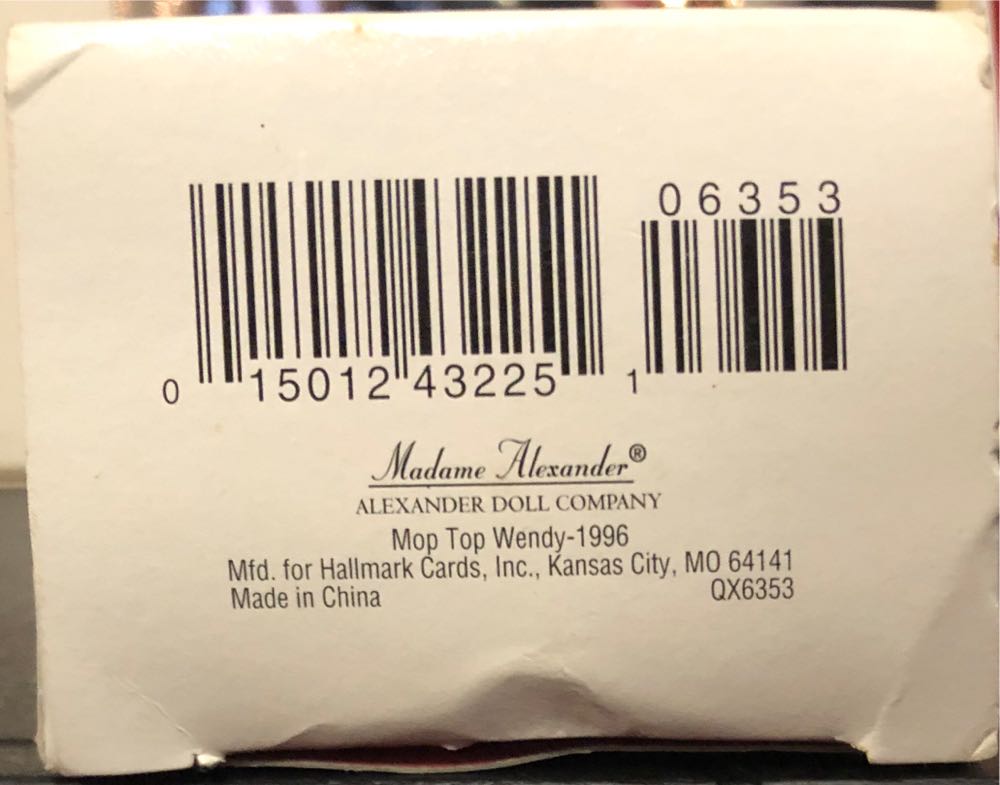 06353
0 15012 43225 1
Madame Alexander®
ALEXANDER DOLL COMPANY
Mop Top Wendy-1996
Mfd. for Hallmark Cards, Inc., Kansas City, MO 64141
Made in China QX6353